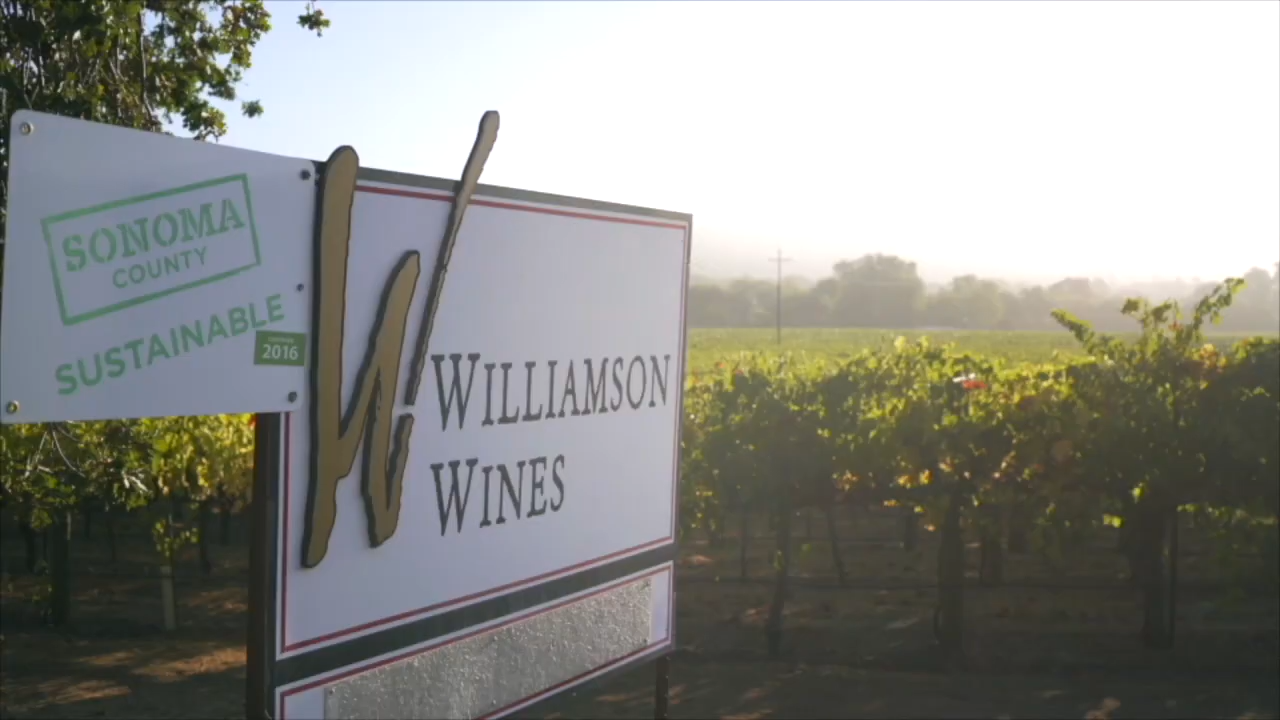 SONOMA
COUNTY
SUSTAINABLE
2016
W
WILLIAMSON
WINES